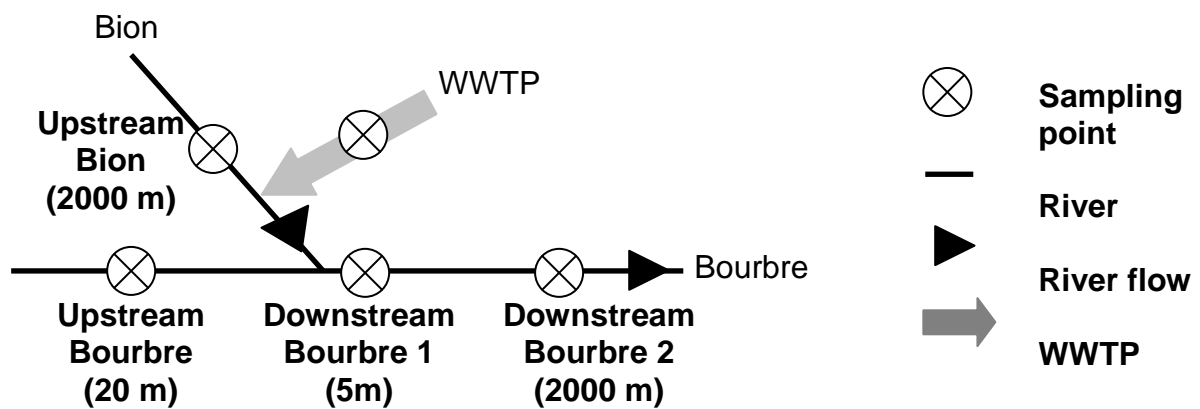 Bion
WWTP
Upstream
Bion
(2000 m)
Bourbre
Upstream
Bourbre
(20 m)
Downstream
Bourbre 1
(5m)
Downstream
Bourbre 2
(2000 m)
Sampling
point
River
River flow
WWTP